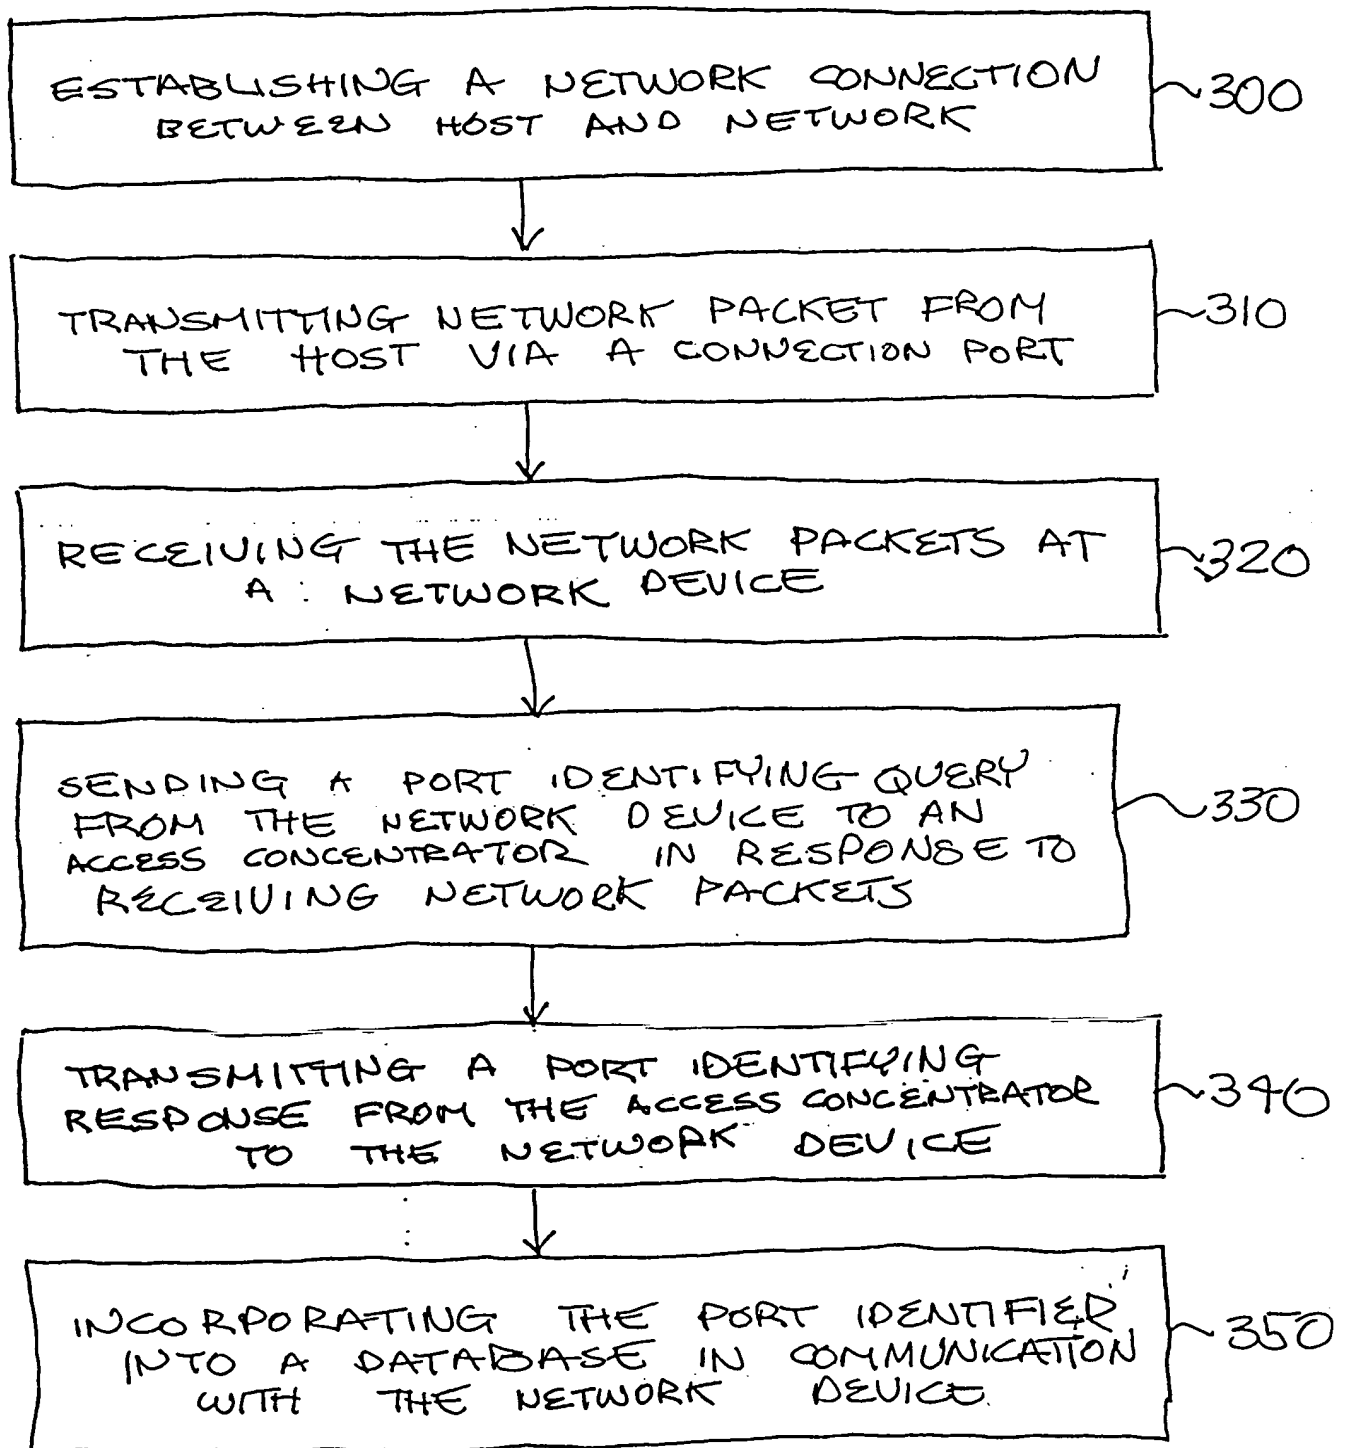 ESTABLISHING A NETWORK CONNECTION
BETWEEN HOST AND NETWORK
300
TRANSMITTING NETWORK PACKET FROM
THE HOST VIA A CONNECTION PORT
310
RECEIVING THE NETWORK PACKETS AT
A NETWORK DEVICE
320
SENDING A PORT IDENTIFYING QUERY
FROM THE NETWORK DEVICE TO AN
ACCESS CONCENTRATOR IN RESPONSE TO
RECEIVING NETWORK PACKETS
330
TRANSMITTING A PORT IDENTIFYING
RESPONSE FROM THE ACCESS CONCENTRATOR
TO THE NETWORK DEVICE
340
INCORPORATING THE PORT IDENTIFIER
INTO A DATABASE IN COMMUNICATION
WITH THE NETWORK DEVICE.
350